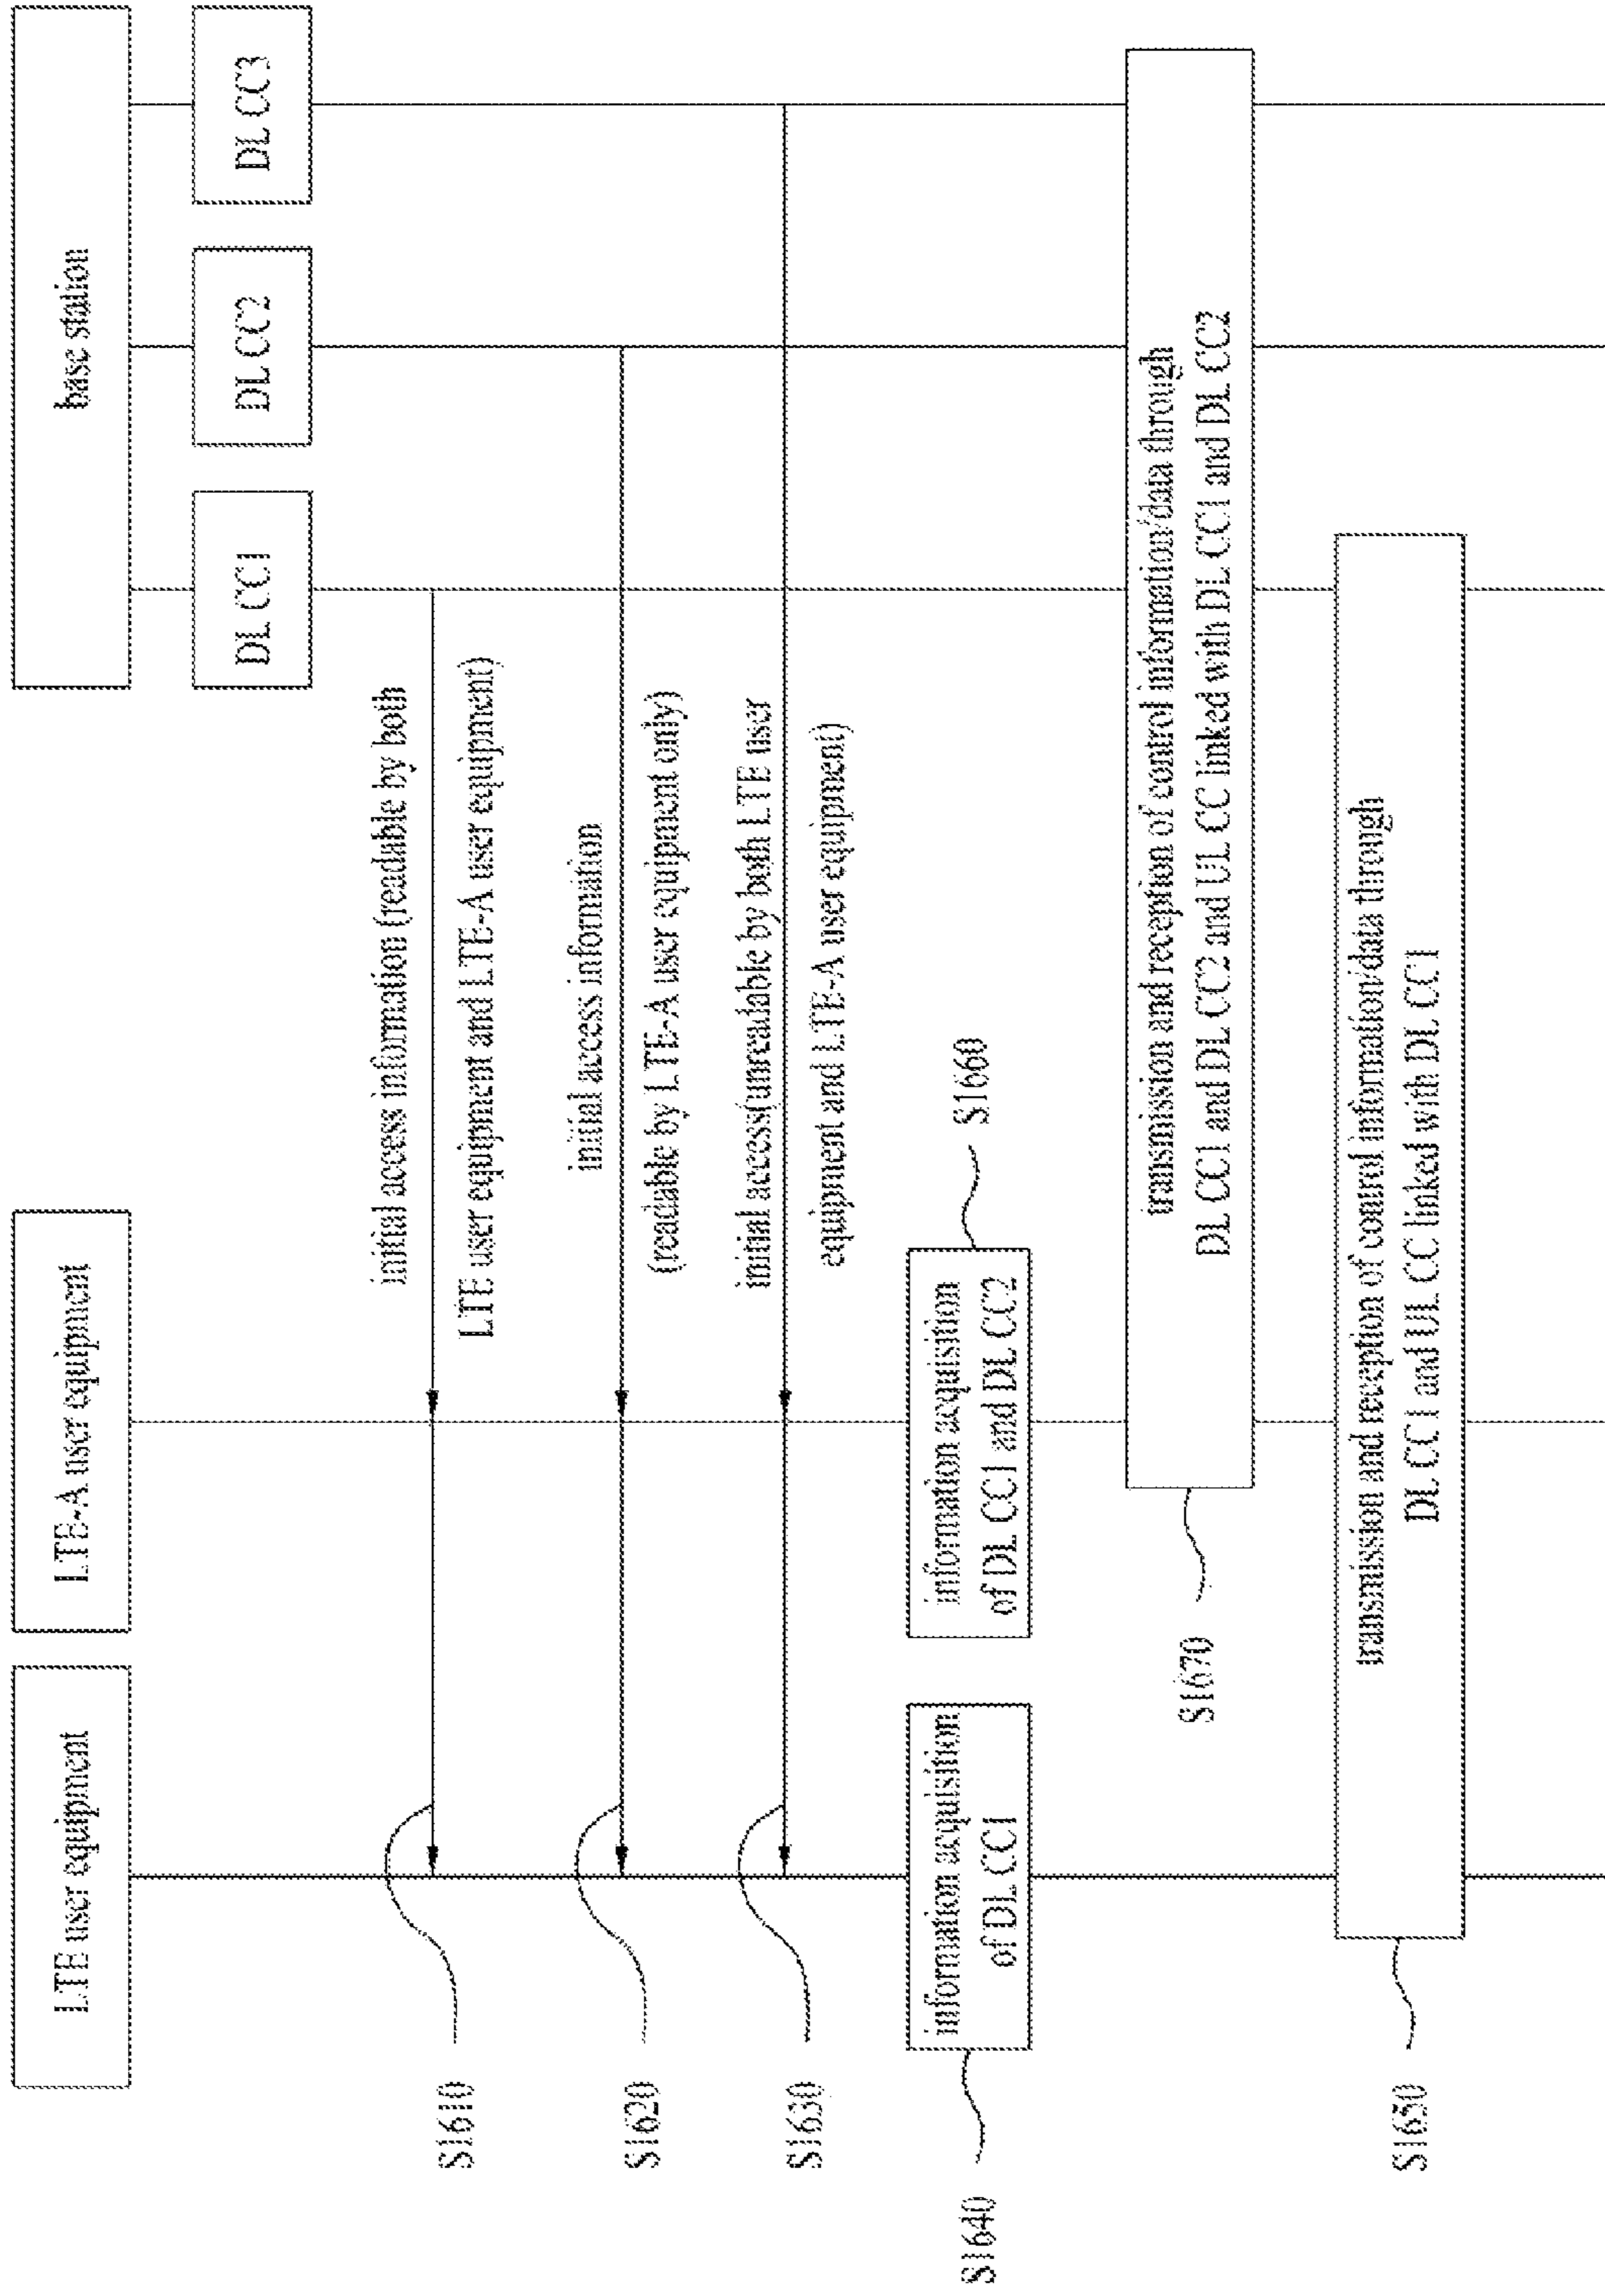 LTE user equipment
LTE-A user equipment
base station
DL CC1
DL CC2
DL CC3
initial access information (readable by both
LTE user equipment and LTE-A user equipment)
S1610
initial access information
(readable by LTE-A user equipment only)
S1620
initial access(unreadable by both LTE user
equipment and LTE-A user equipment)
S1630
S1640
information acquisition
of DL CC1
information acquisition
of DL CC1 and DL CC2
S1660
S1670
transmission and reception of control information/data through
DL CC1 and DL CC2 and UL CC linked with DL CC1 and DL CC2
S1650
transmission and reception of control information/data through
DL CC1 and UL CC linked with DL CC1